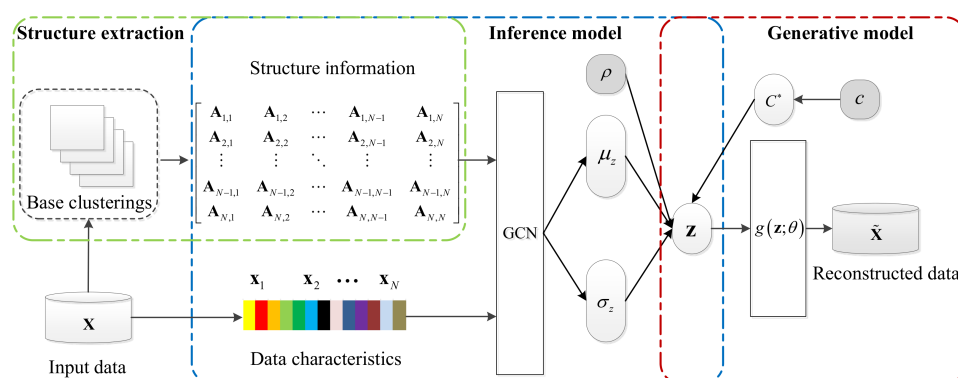 Structure extraction
Inference model
Generative model
Structure information
ρ
C*
c
A1,1 A1,2 ⋯ A1,N−1 A1,N
A2,1 A2,2 ⋯ A2,N−1 A2,N
⋮ ⋮ ⋱ ⋮ ⋮
AN−1,1 AN−1,2 ⋯ AN−1,N−1 AN−1,N
AN,1 AN,2 ⋯ AN,N−1 AN,N
Base clusterings
μz
GCN
z
g(z;θ)
X̃
Reconstructed data
x1 x2 ⋯ xN
σz
X
Data characteristics
Input data